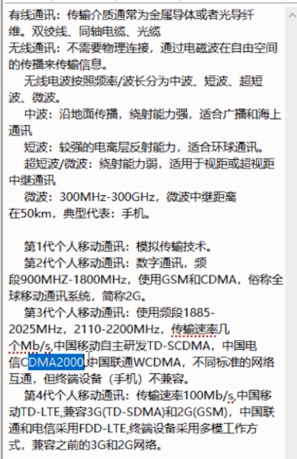 有线通讯：传输介质通常为金属导体或者光导纤
维。双绞线、同轴电缆、光缆
无线通讯：不需要物理连接，通过电磁波在自由空间
的传播来传输信息。
无线电波按照频率/波长分为中波、短波、超短
波、微波。
中波：沿地面传播，绕射能力强，适合广播和海上
通讯
短波：较强的电离层反射能力，适合环球通讯。
超短波/微波：绕射能力弱，适用于视距或超视距
中继通讯
微波：300MHz-300GHz，微波中继距离
在50km，典型代表：手机。
第1代个人移动通讯：模拟传输技术。
第2代个人移动通讯：数字通讯，频
段900MHZ-1800MHz，使用GSM和CDMA，俗称全
球移动通讯系统，简称2G。
第3代个人移动通讯：使用频段1885-
2025MHz，2110-2200MHz，传输速率几
个Mb/s,中国移动自主研发TD-SCDMA，中国电
信CDMA2000,中国联通WCDMA，不同标准的网络
互通，但终端设备（手机）不兼容。
第4代个人移动通讯：传输速率100Mb/s,中国移
动TD-LTE,兼容3G(TD-SDMA)和2G(GSM)，中国联
通和电信采用FDD-LTE,终端设备采用多模工作方
式，兼容之前的3G和2G网络。